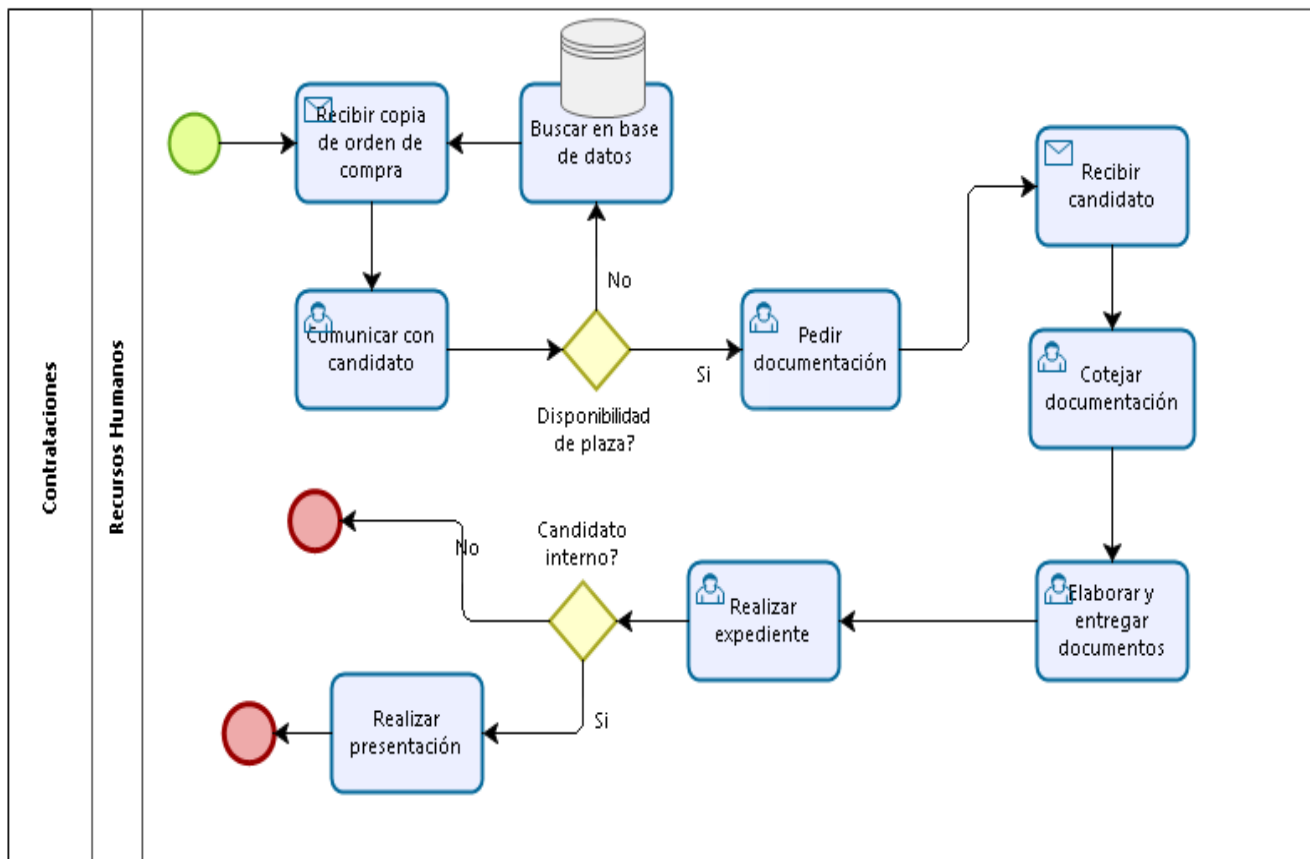 Contrataciones
Recursos Humanos
Recibir copia
de orden de
compra
Buscar en base
de datos
Recibir
candidato
No
Comunicar con
candidato
Si
Pedir
documentación
Cotejar
documentación
Disponibilidad
de plaza?
Candidato
interno?
No
Realizar
expediente
Elaborar y
entregar
documentos
Si
Realizar
presentación